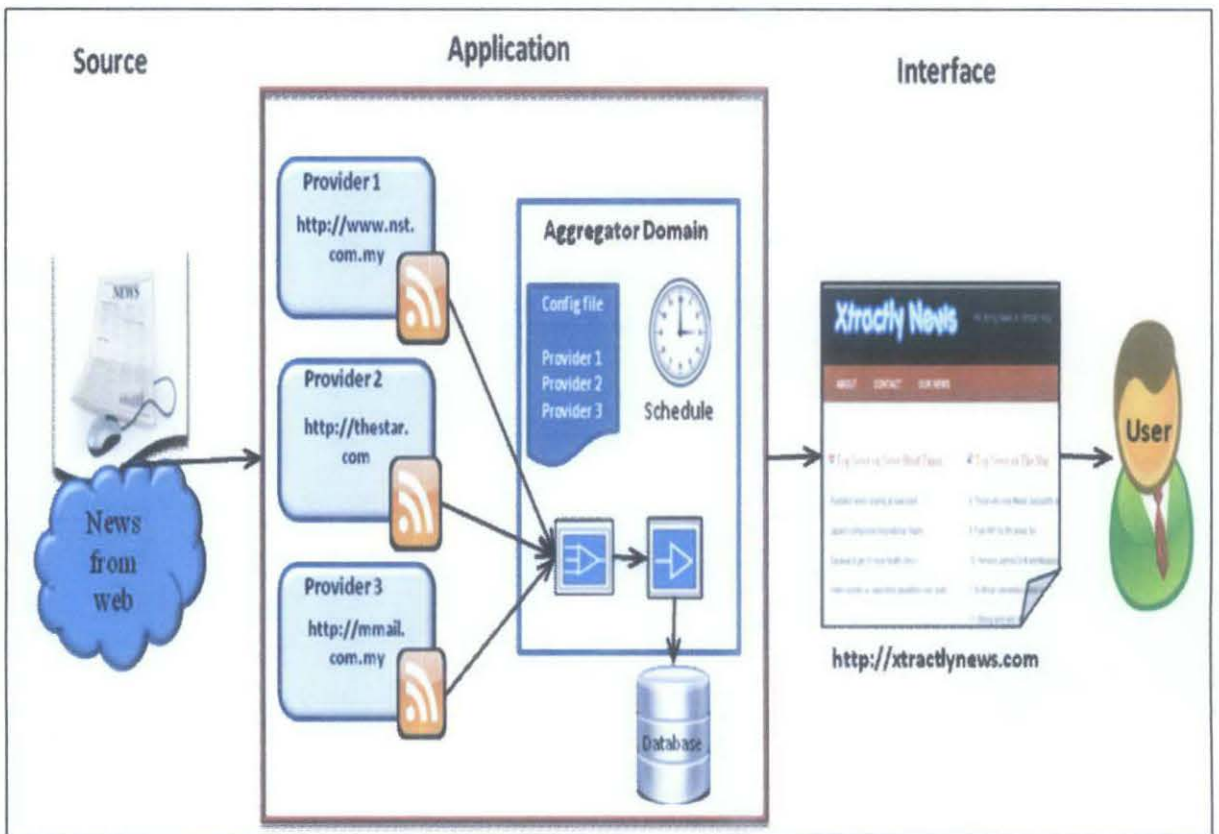 Source
Application
Interface
NEWS
News
from
web
Provider 1
http://www.nst.
com.my
Provider 2
http://thestar.
com
Provider 3
http://mmail.
com.my
Aggregator Domain
Config file
Provider 1
Provider 2
Provider 3
Schedule
Database
Xtractly News
ABOUT CONTACT OUR NEWS
http://xtractlynews.com
User